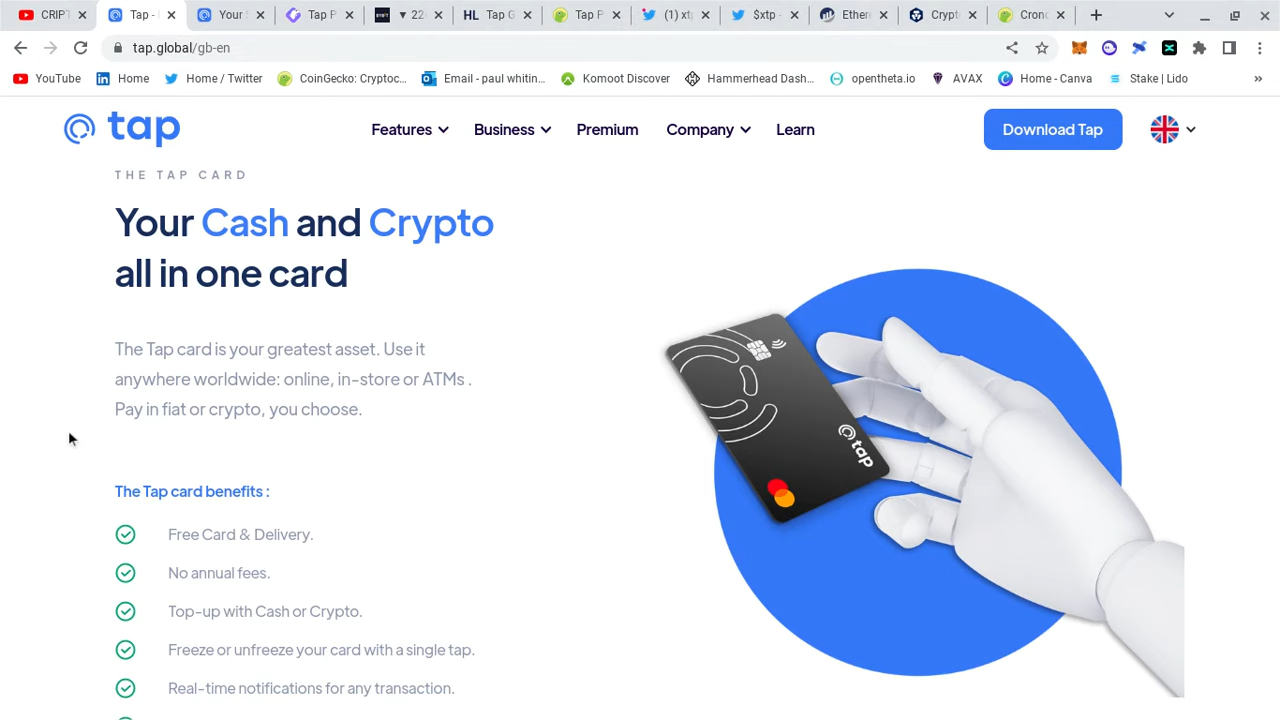 CRIPT
Tap -
Your S
Tap P
▼ 22
HL Tap G
Tap P
(1) xtp
$xtp -
Ether
Crypt
Cronc
tap.global/gb-en
YouTube
Home
Home / Twitter
CoinGecko: Cryptoc...
Email - paul whitin...
Komoot Discover
Hammerhead Dash...
opentheta.io
AVAX
Home - Canva
Stake | Lido
»
tap
Features
Business
Premium
Company
Learn
Download Tap
THE TAP CARD
Your Cash and Crypto
all in one card
The Tap card is your greatest asset. Use it
anywhere worldwide: online, in-store or ATMs .
Pay in fiat or crypto, you choose.
tap
The Tap card benefits :
Free Card & Delivery.
No annual fees.
Top-up with Cash or Crypto.
Freeze or unfreeze your card with a single tap.
Real-time notifications for any transaction.